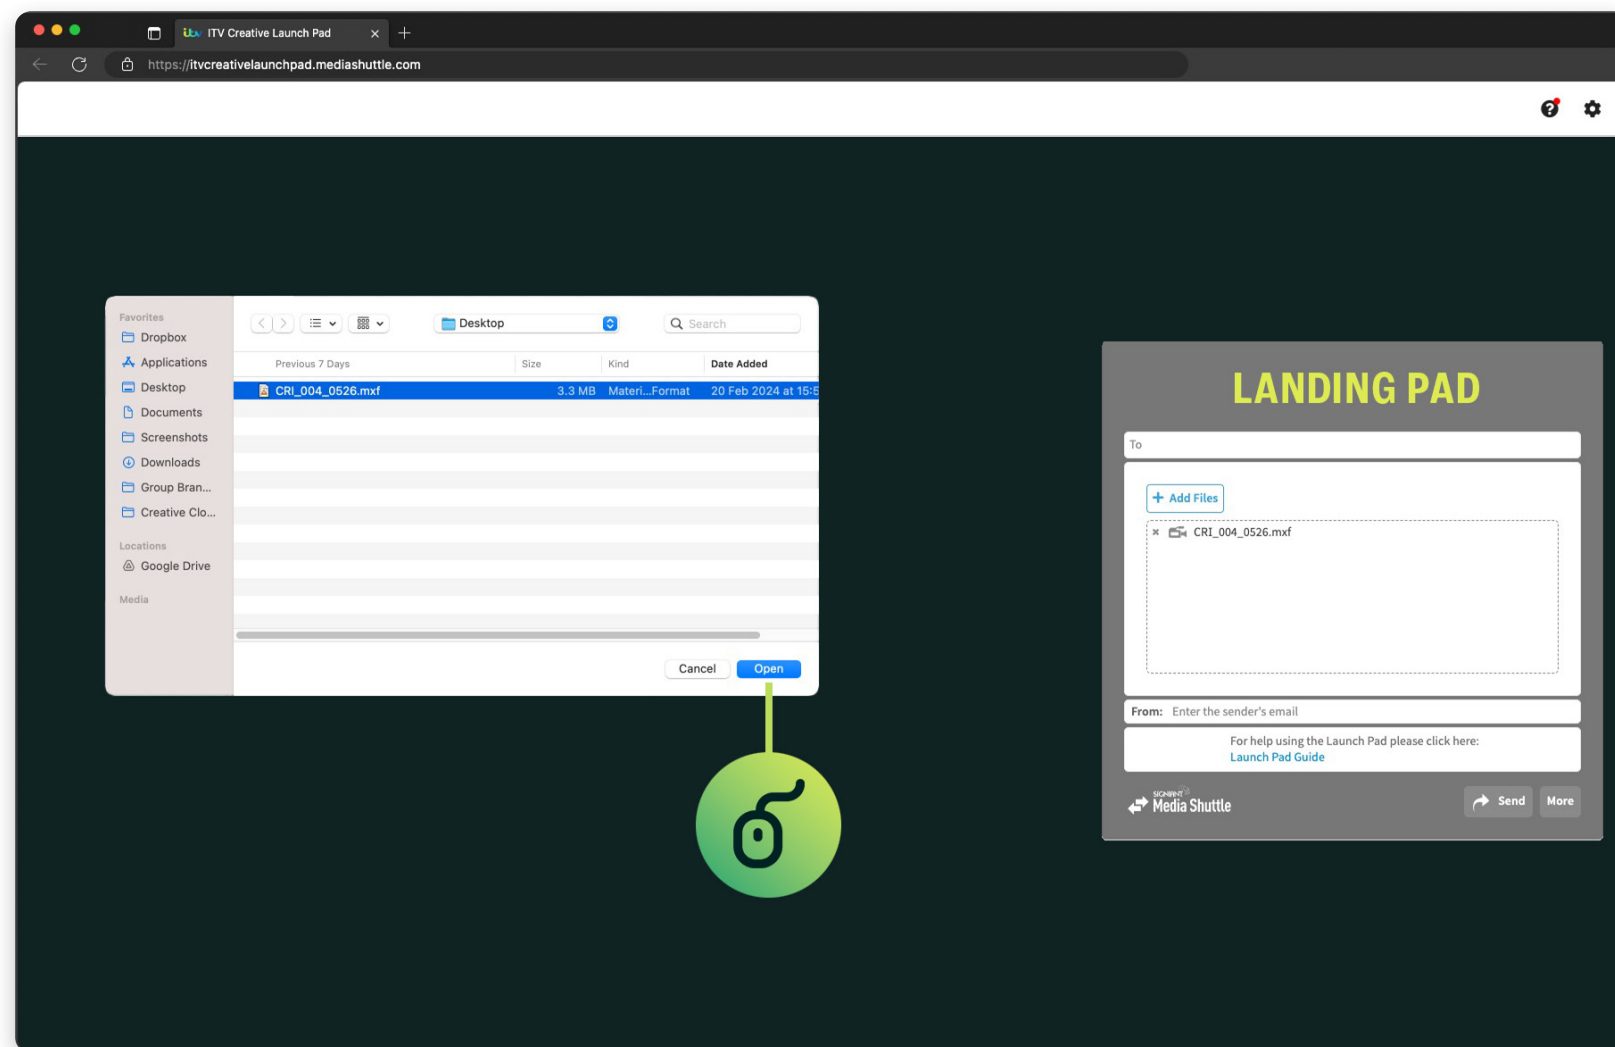 itv ITV Creative Launch Pad
https://itvcreativelaunchpad.mediashuttle.com
Favorites
Dropbox
Applications
Desktop
Documents
Screenshots
Downloads
Group Bran...
Creative Clo...
Locations
Google Drive
Media
Desktop
Search
Previous 7 Days Size Kind Date Added
CRI_004_0526.mxf 3.3 MB Materi...Format 20 Feb 2024 at 15:5
Cancel Open
LANDING PAD
To
+ Add Files
CRI_004_0526.mxf
From: Enter the sender's email
For help using the Launch Pad please click here:
Launch Pad Guide
SIGNIANT
Media Shuttle
Send More